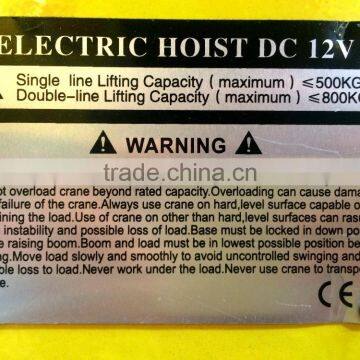 ELECTRIC HOIST DC 12V
Single line Lifting Capacity ( maximum ) ≤500KG
Double-line Lifting Capacity ( maximum ) ≤800KG
WARNING
trade.china.cn
ot overload crane beyond rated capacity.Overloading can cause dama
failure of the crane.Always use crane on hard,level surface capable o
ining the load.Use of crane on other than hard,level surfaces can ras
instability and possible loss of load.Base must be locked in down po
e raising boom.Boom and load must be in lowest possible position be
ng.Move load slowly and smoothly to avoid uncontrolled swinging and
ble loss to load.Never work under the load.Never use crane to transpo
e.
CE